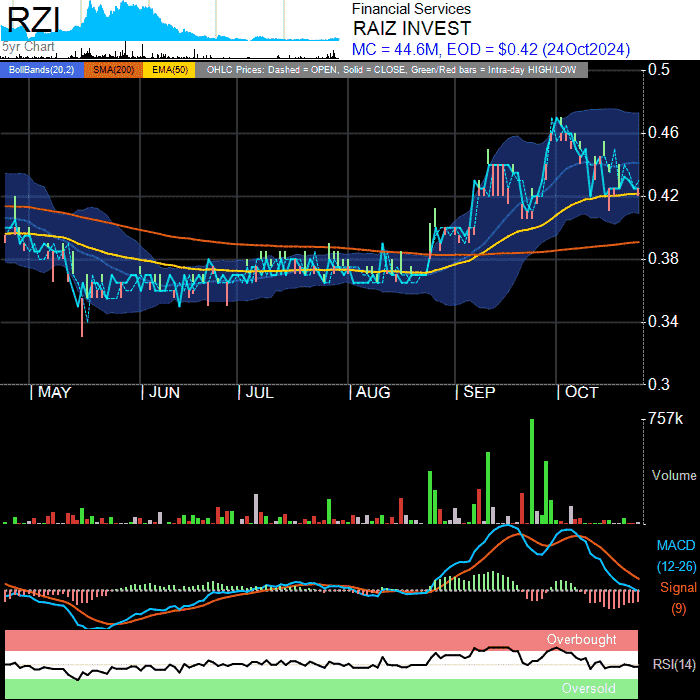 RZI
5yr Chart
Financial Services
RAIZ INVEST
MC = 44.6M, EOD = $0.42 (24Oct2024)
BollBands(20,2) SMA(200) EMA(50) OHLC Prices: Dashed = OPEN, Solid = CLOSE, Green/Red bars = Intra-day HIGH/LOW
0.5
0.46
0.42
0.38
0.34
0.3
| MAY | JUN | JUL | AUG | SEP | OCT
757k
Volume
MACD
(12-26)
Signal
(9)
Overbought
RSI(14)
Oversold